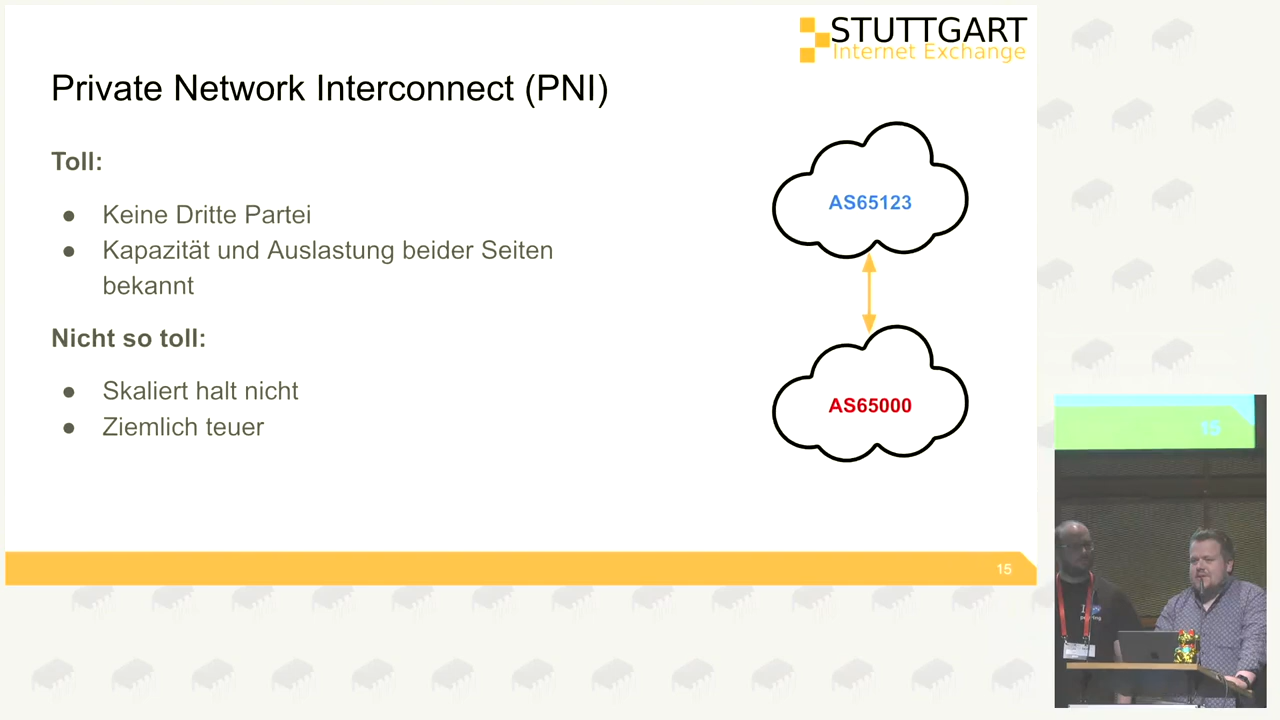 STUTTGART
Internet Exchange
Private Network Interconnect (PNI)
Toll:
● Keine Dritte Partei
● Kapazität und Auslastung beider Seiten
bekannt
Nicht so toll:
● Skaliert halt nicht
● Ziemlich teuer
AS65123
AS65000
15
15